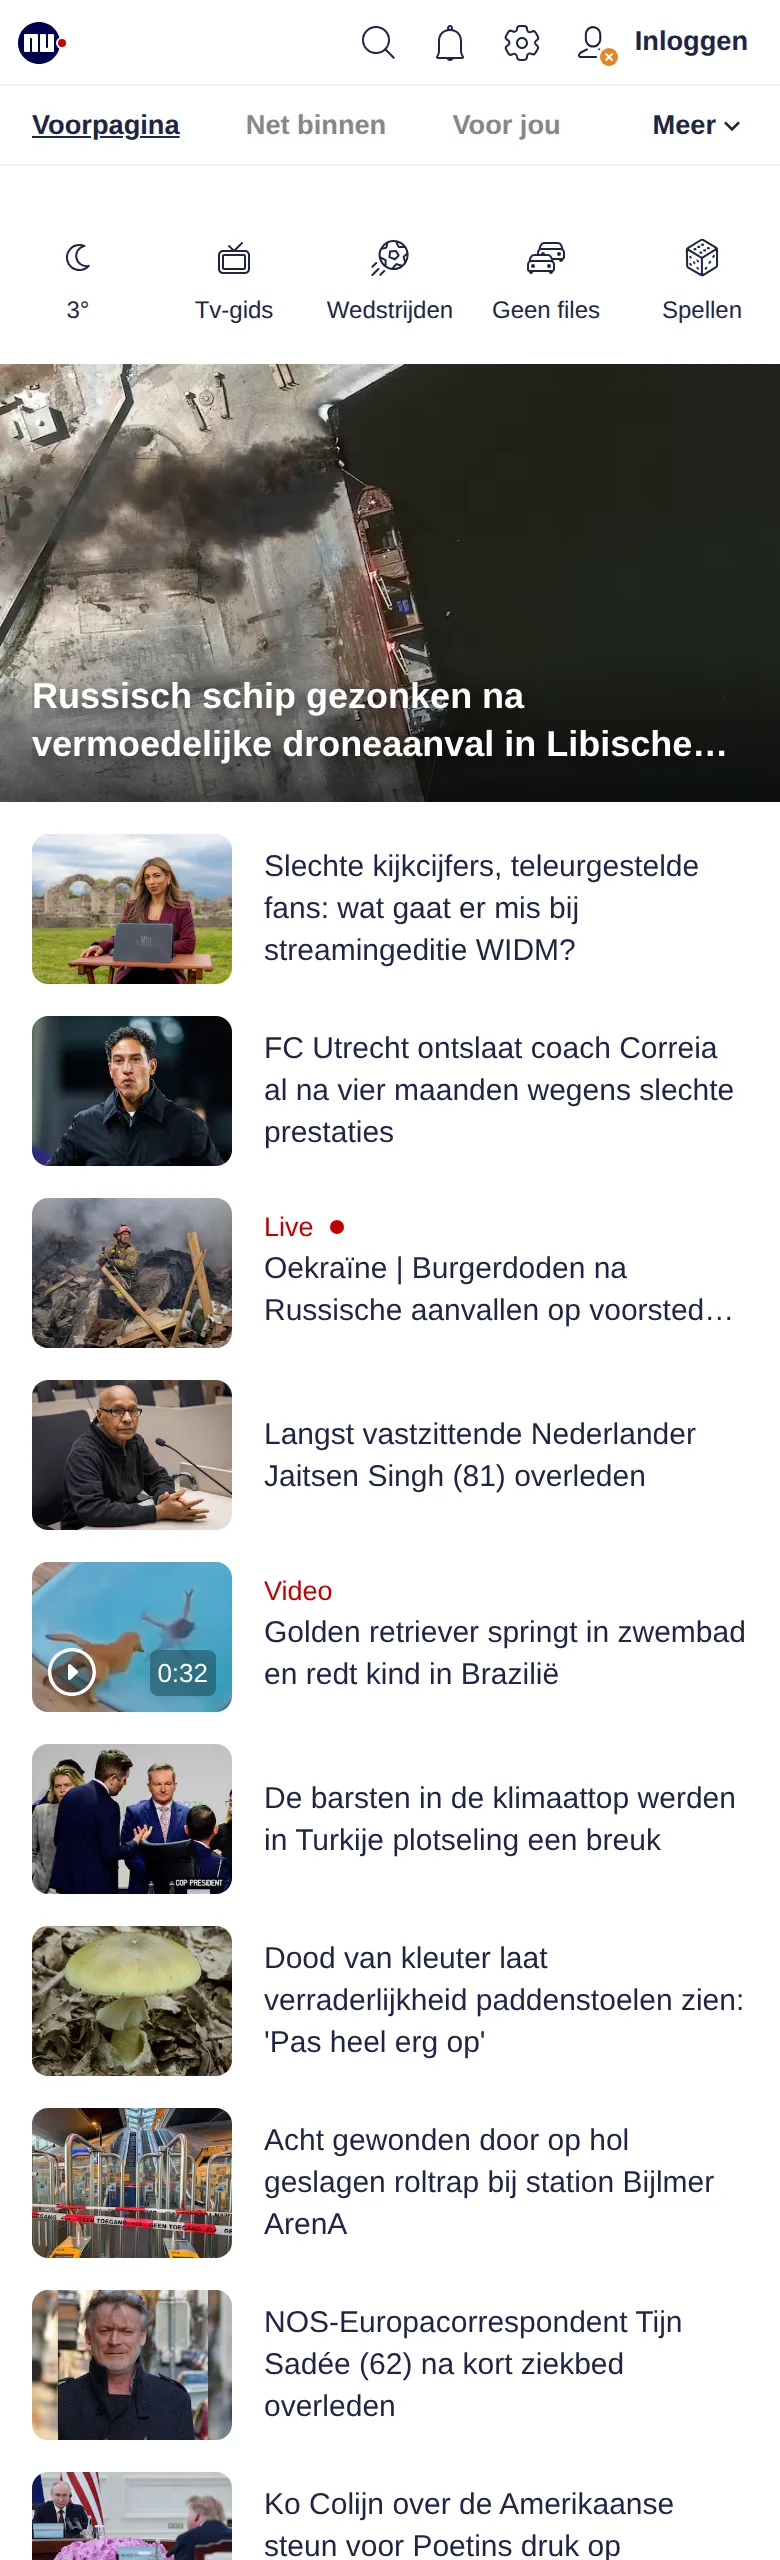 nu
Inloggen
Voorpagina
Net binnen
Voor jou
Meer
3°
Tv-gids
Wedstrijden
Geen files
Spellen
Russisch schip gezonken na
vermoedelijke droneaanval in Libische…
Slechte kijkcijfers, teleurgestelde
fans: wat gaat er mis bij
streamingeditie WIDM?
FC Utrecht ontslaat coach Correia
al na vier maanden wegens slechte
prestaties
Live
Oekraïne | Burgerdoden na
Russische aanvallen op voorsted…
Langst vastzittende Nederlander
Jaitsen Singh (81) overleden
0:32
Video
Golden retriever springt in zwembad
en redt kind in Brazilië
COP PRESIDENT
De barsten in de klimaattop werden
in Turkije plotseling een breuk
Dood van kleuter laat
verraderlijkheid paddenstoelen zien:
'Pas heel erg op'
GEEN TOEGANG
GEEN TOEGANG
Acht gewonden door op hol
geslagen roltrap bij station Bijlmer
ArenA
NOS-Europacorrespondent Tijn
Sadée (62) na kort ziekbed
overleden
Ko Colijn over de Amerikaanse
steun voor Poetins druk op